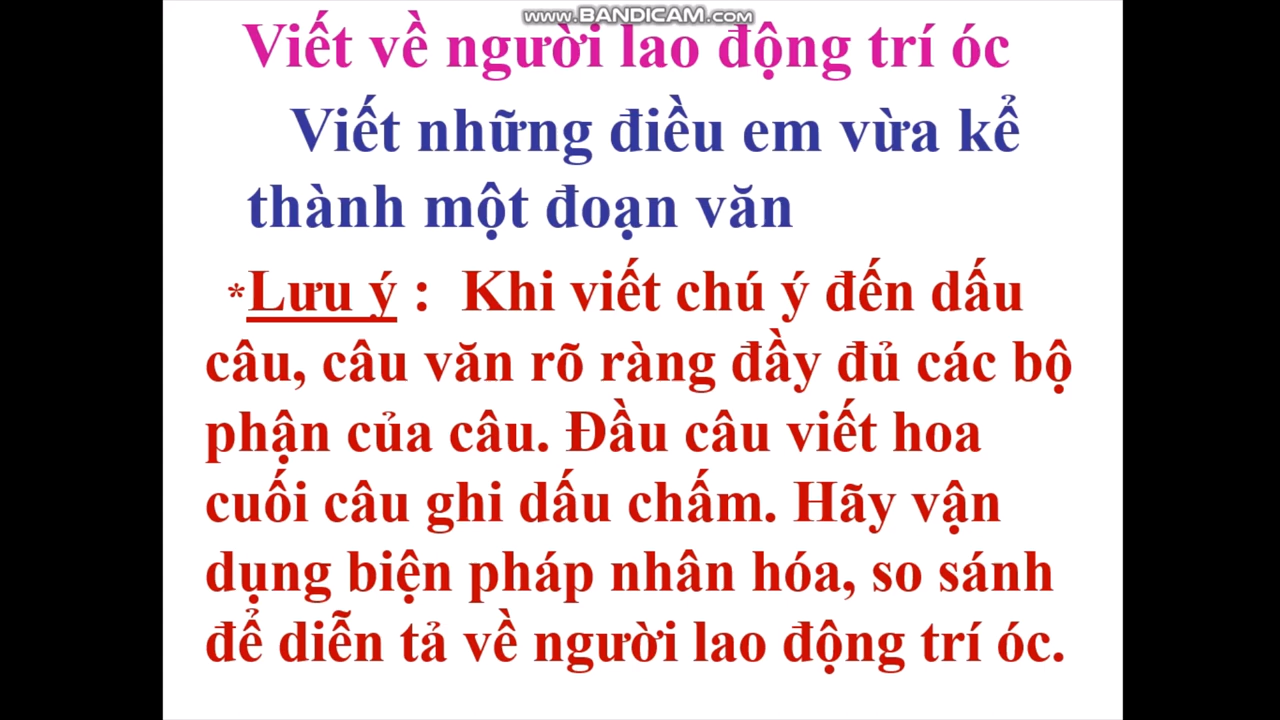 www.BANDICAM.com
Viết về người lao động trí óc
Viết những điều em vừa kể
thành một đoạn văn
*Lưu ý : Khi viết chú ý đến dấu
câu, câu văn rõ ràng đầy đủ các bộ
phận của câu. Đầu câu viết hoa
cuối câu ghi dấu chấm. Hãy vận
dụng biện pháp nhân hóa, so sánh
để diễn tả về người lao động trí óc.